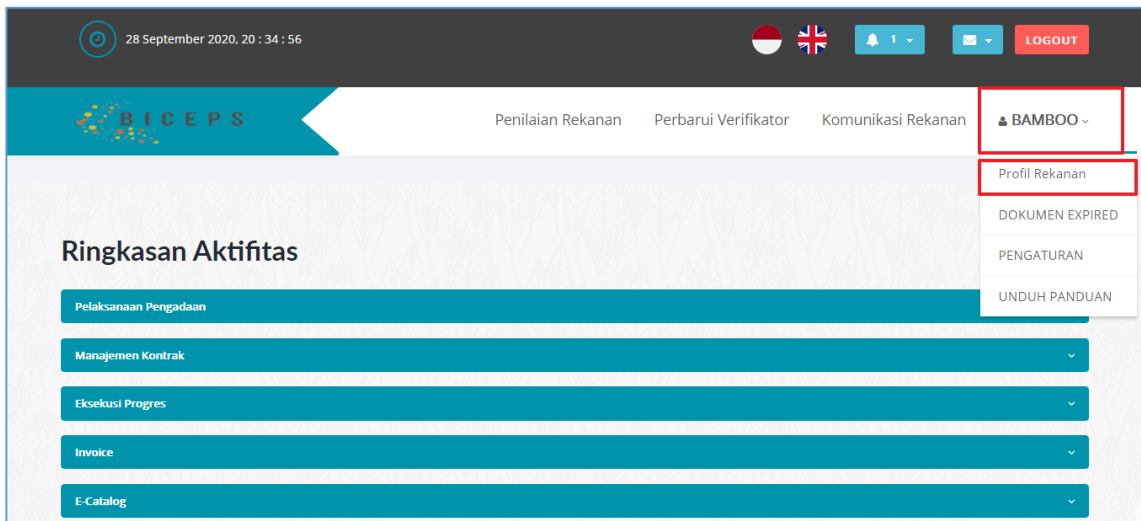 28 September 2020, 20 : 34 : 56
1
LOGOUT
BICEPS
Penilaian Rekanan
Perbarui Verifikator
Komunikasi Rekanan
BAMBOO
Profil Rekanan
DOKUMEN EXPIRED
PENGATURAN
UNDUH PANDUAN
Ringkasan Aktifitas
Pelaksanaan Pengadaan
Manajemen Kontrak
Eksekusi Progres
Invoice
E-Catalog